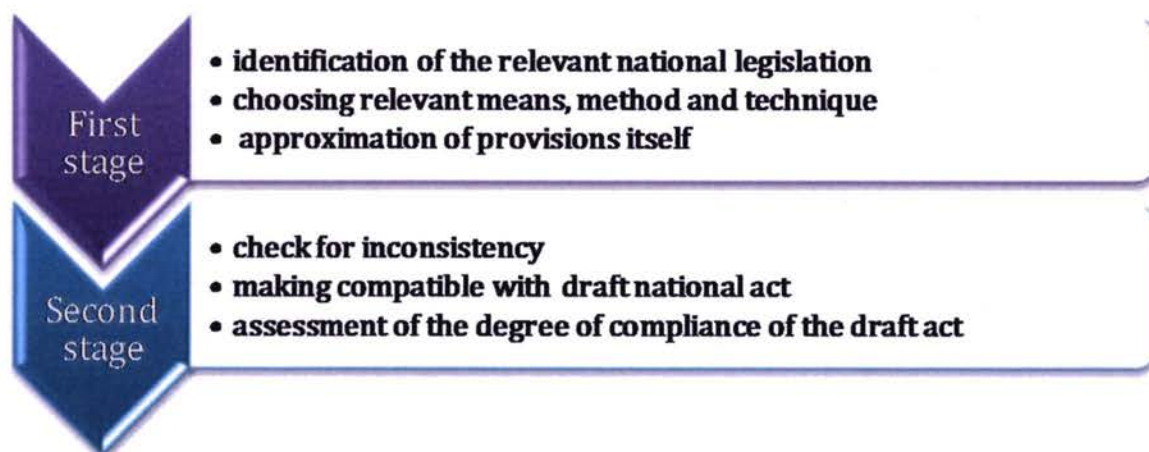 First
stage
• identification of the relevant national legislation
• choosing relevant means, method and technique
• approximation of provisions itself
Second
stage
• check for inconsistency
• making compatible with draft national act
• assessment of the degree of compliance of the draft act